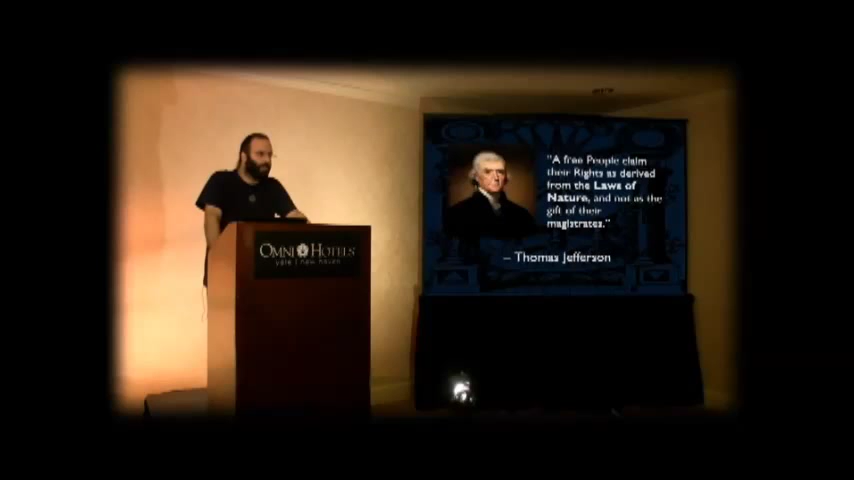 OMNI HOTELS
yale | new haven
"A free People claim
their Rights as derived
from the Laws of
Nature, and not as the
gift of their
magistrates."
– Thomas Jefferson